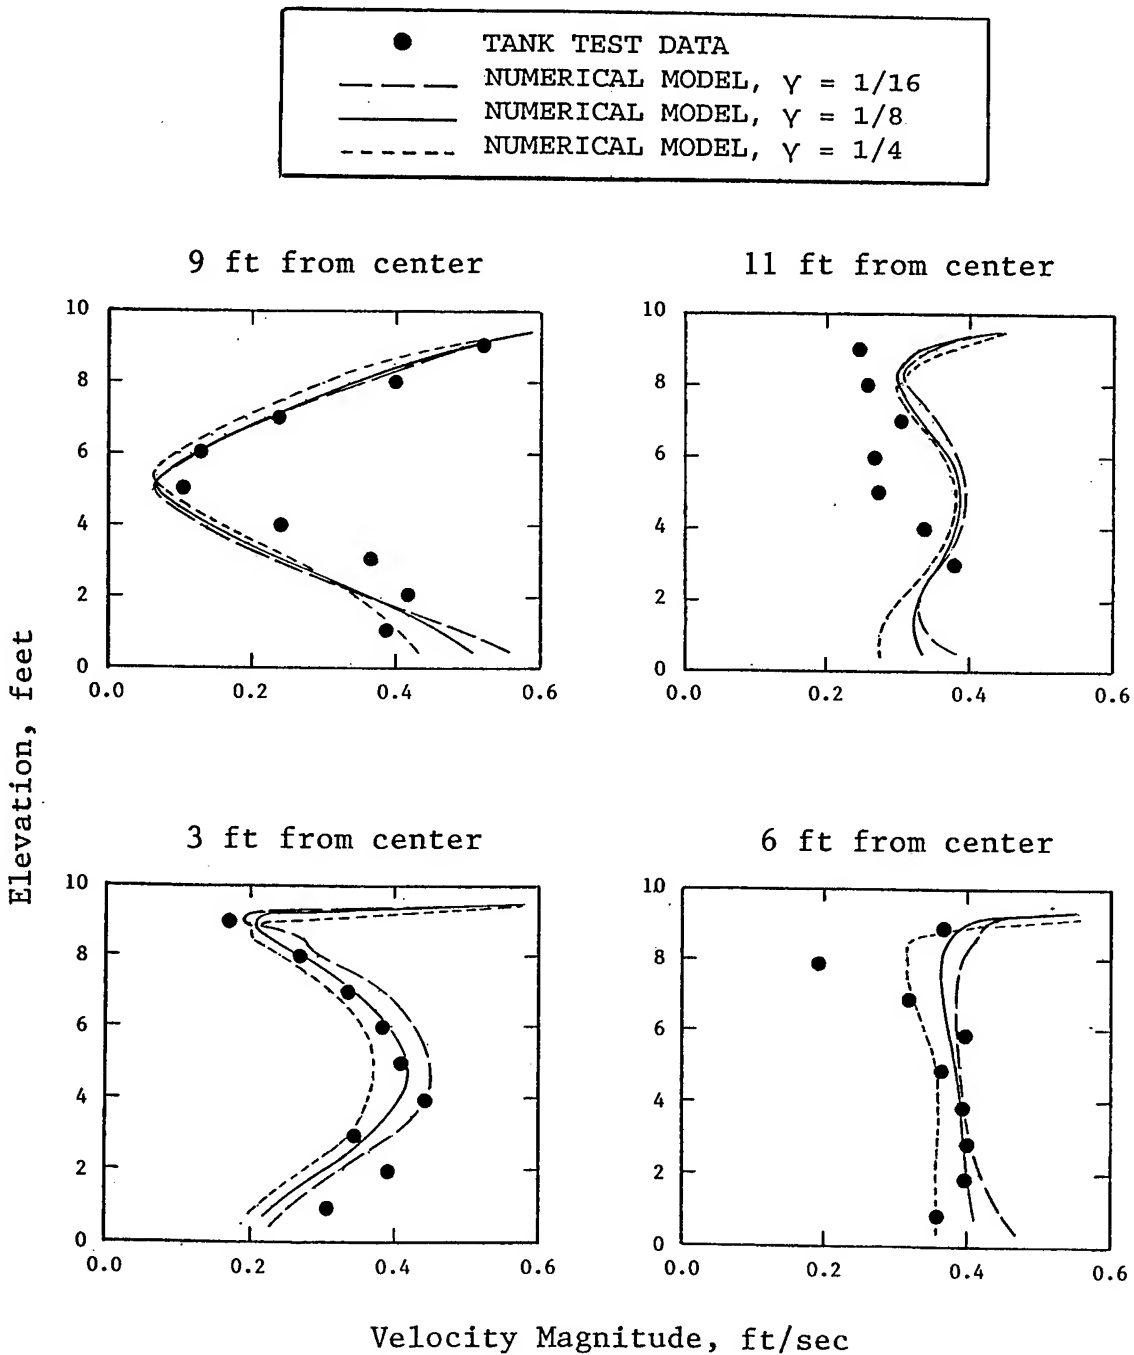 TANK TEST DATA
NUMERICAL MODEL, γ = 1/16
NUMERICAL MODEL, γ = 1/8
NUMERICAL MODEL, γ = 1/4
9 ft from center
10
8
6
4
2
0
0.0 0.2 0.4 0.6
11 ft from center
10
8
6
4
2
0
0.0 0.2 0.4 0.6
Elevation, feet
3 ft from center
10
8
6
4
2
0
0.0 0.2 0.4 0.6
6 ft from center
10
8
6
4
2
0
0.0 0.2 0.4 0.6
Velocity Magnitude, ft/sec